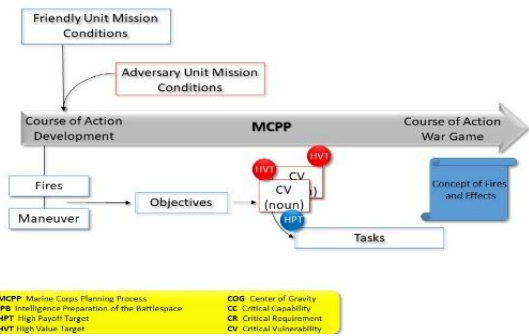 Friendly Unit Mission
Conditions
Adversary Unit Mission
Conditions
Course of Action
Development
MCPP
Course of Action
War Game
HVT
HVT
CV
CV
(noun)
HPT
Fires
Maneuver
Objectives
Tasks
Concept of Fires
and Effects
MCPP Marine Corps Planning Process
IPB Intelligence Preparation of the Battlespace
HPT High Payoff Target
HVT High Value Target
COG Center of Gravity
CC Critical Capability
CR Critical Requirement
CV Critical Vulnerability